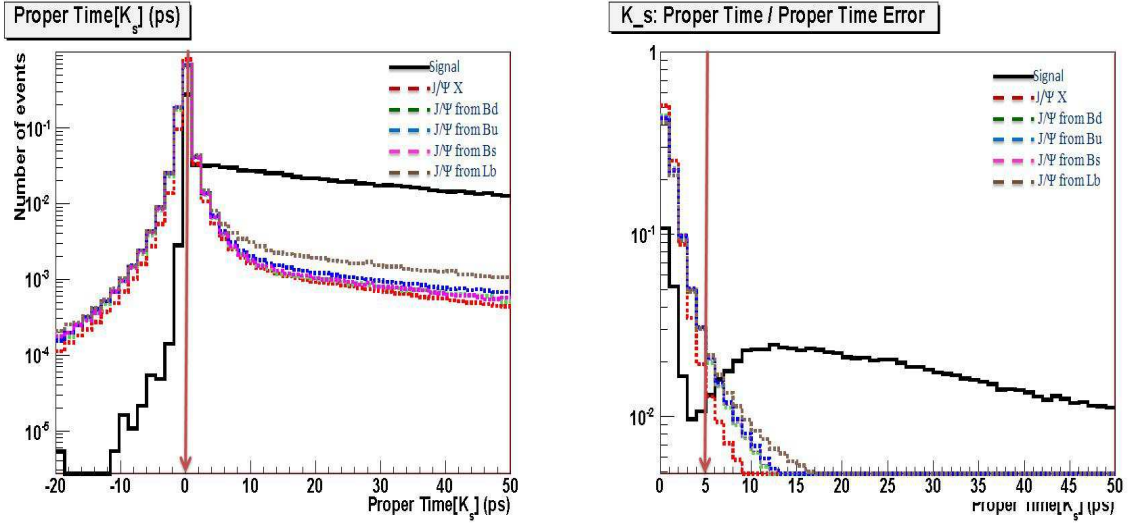 Proper Time[K_s] (ps)
Number of events
10^-1
10^-2
10^-3
10^-4
10^-5
Signal
J/Ψ X
J/Ψ from Bd
J/Ψ from Bu
J/Ψ from Bs
J/Ψ from Lb
-20 -10 0 10 20 30 40 50
Proper Time[K_s] (ps)
K_s: Proper Time / Proper Time Error
1
10^-1
10^-2
Signal
J/Ψ X
J/Ψ from Bd
J/Ψ from Bu
J/Ψ from Bs
J/Ψ from Lb
0 5 10 15 20 25 30 35 40 45 50
Proper Time[K_s] (ps)